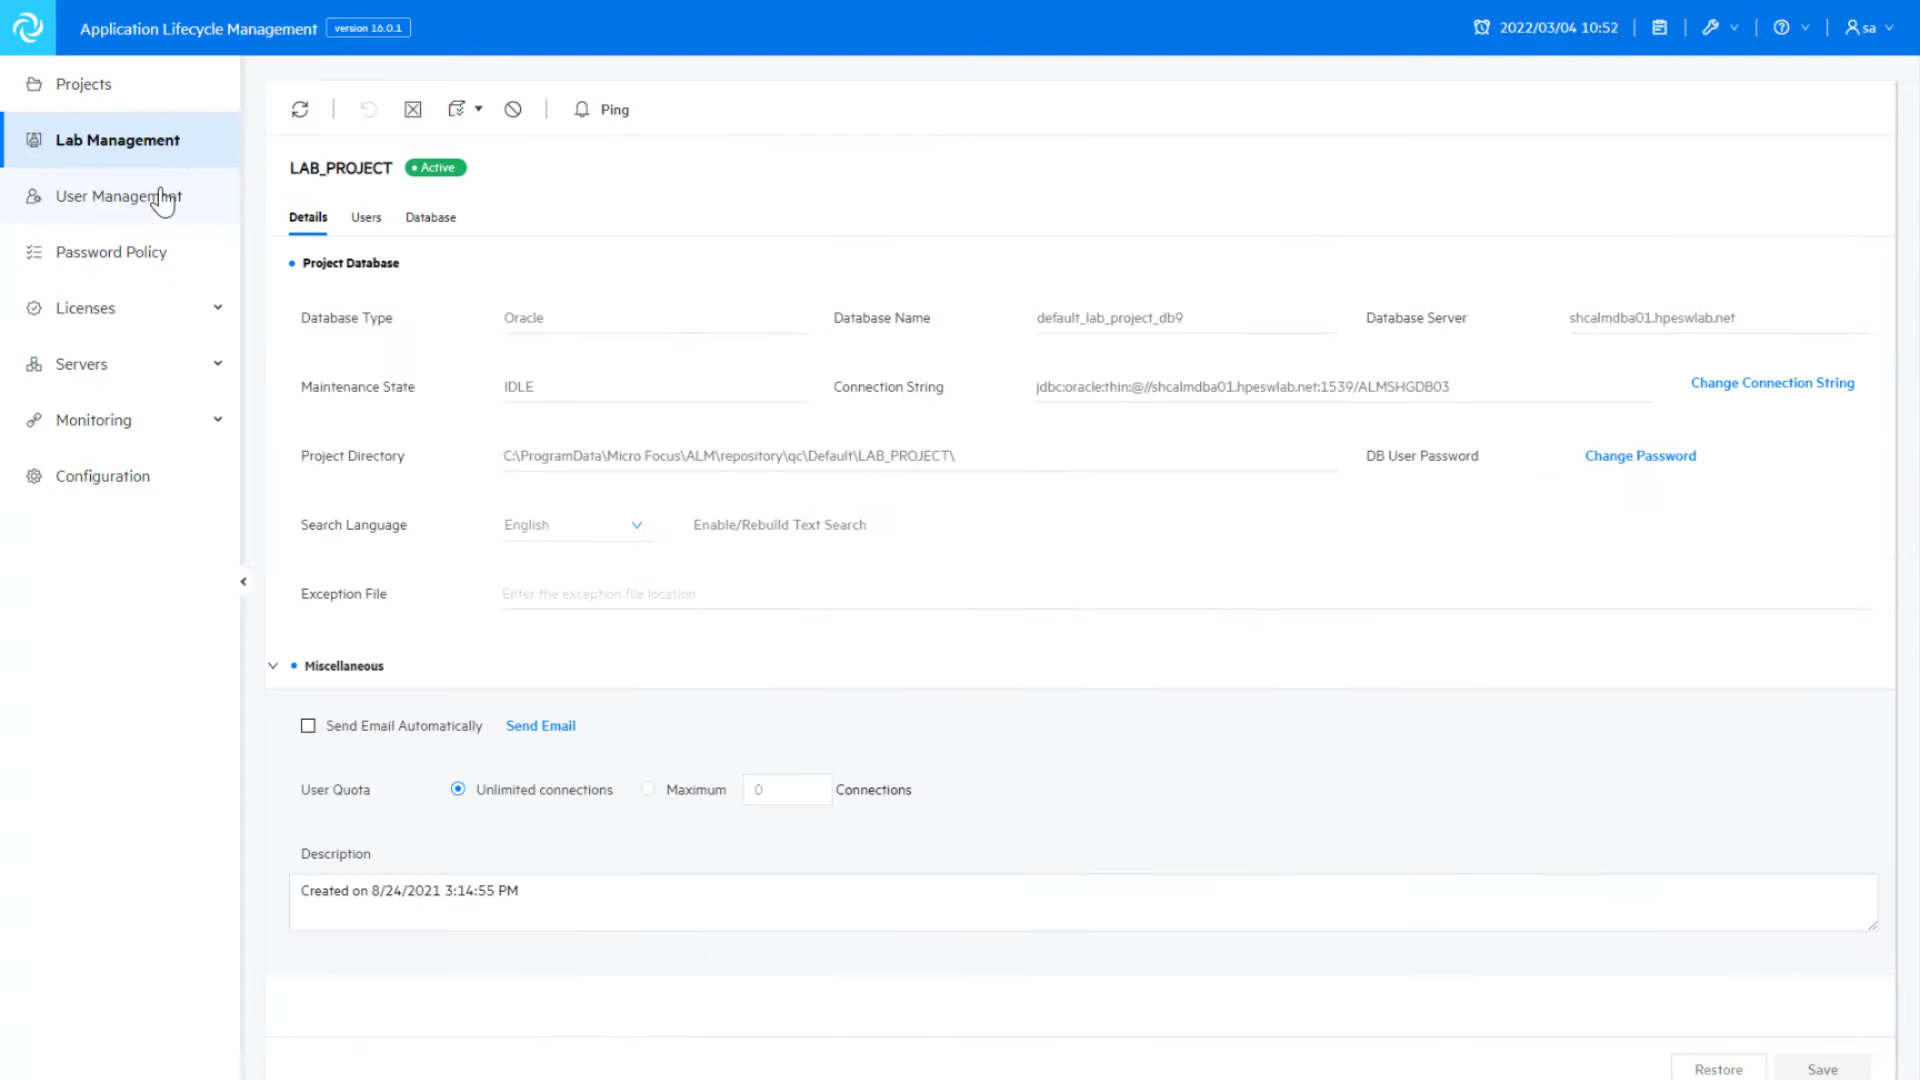 Application Lifecycle Management version 16.0.1 2022/03/04 10:52 sa
Projects
Lab Management
User Management
Password Policy
Licenses
Servers
Monitoring
Configuration
Ping
LAB_PROJECT Active
Details Users Database
Project Database
Database Type Oracle Database Name default_lab_project_db9 Database Server shcalmdba01.hpeswlab.net
Maintenance State IDLE Connection String jdbc:oracle:thin:@//shcalmdba01.hpeswlab.net:1539/ALMSHGDB03 Change Connection String
Project Directory C:\ProgramData\Micro Focus\ALM\repository\qc\Default\LAB_PROJECT\ DB User Password Change Password
Search Language English Enable/Rebuild Text Search
Exception File Enter the exception file location
Miscellaneous
Send Email Automatically Send Email
User Quota Unlimited connections Maximum 0 Connections
Description
Created on 8/24/2021 3:14:55 PM
Restore Save